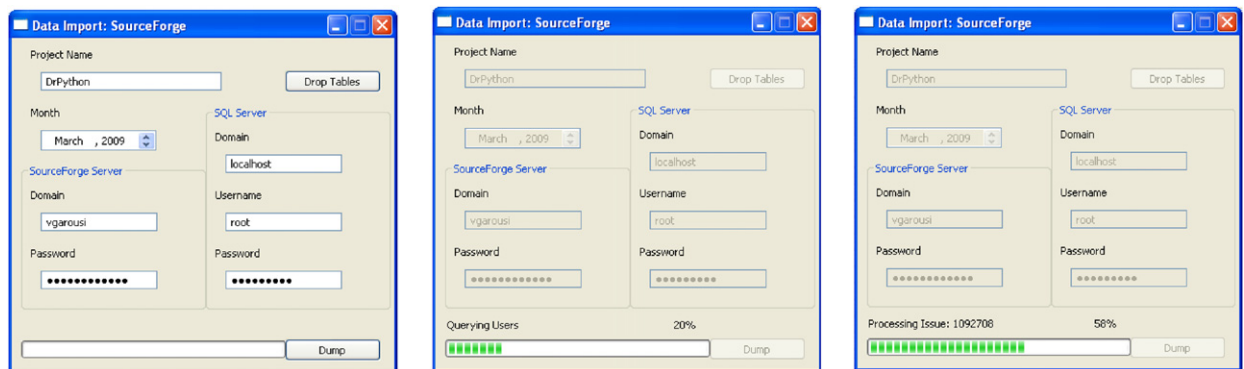 Data Import: SourceForge
Project Name
DrPython
Drop Tables
Month
March , 2009
SQL Server
Domain
localhost
SourceForge Server
Domain
vgarousi
Username
root
Password
●●●●●●●●●●●●
Password
●●●●●●●●●
Dump
Data Import: SourceForge
Project Name
DrPython
Drop Tables
Month
March , 2009
SQL Server
Domain
localhost
SourceForge Server
Domain
vgarousi
Username
root
Password
●●●●●●●●●●●●
Password
●●●●●●●●●
Querying Users 20%
Dump
Data Import: SourceForge
Project Name
DrPython
Drop Tables
Month
March , 2009
SQL Server
Domain
localhost
SourceForge Server
Domain
vgarousi
Username
root
Password
●●●●●●●●●●●●
Password
●●●●●●●●●
Processing Issue: 1092708 58%
Dump